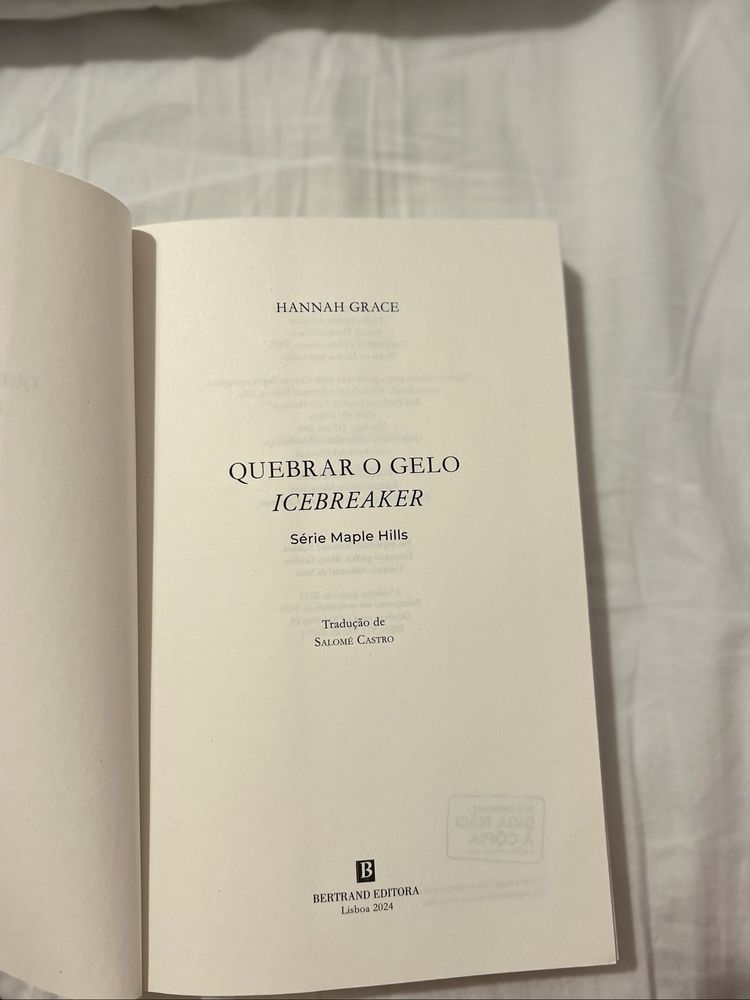 HANNAH GRACE
QUEBRAR O GELO
ICEBREAKER
Série Maple Hills
Tradução de
SALOMÉ CASTRO
DIGA NÃO
À CÓPIA
B
BERTRAND EDITORA
Lisboa 2024